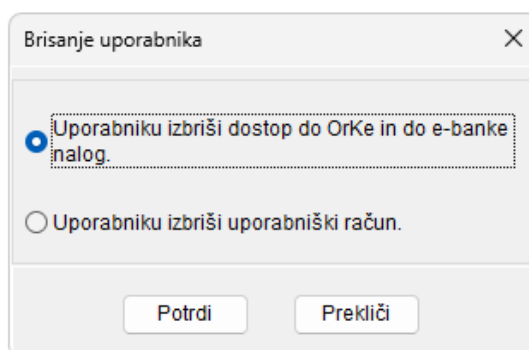 Brisanje uporabnika
Uporabniku izbriši dostop do OrKe in do e-banke
nalog.
Uporabniku izbriši uporabniški račun.
Potrdi Prekliči